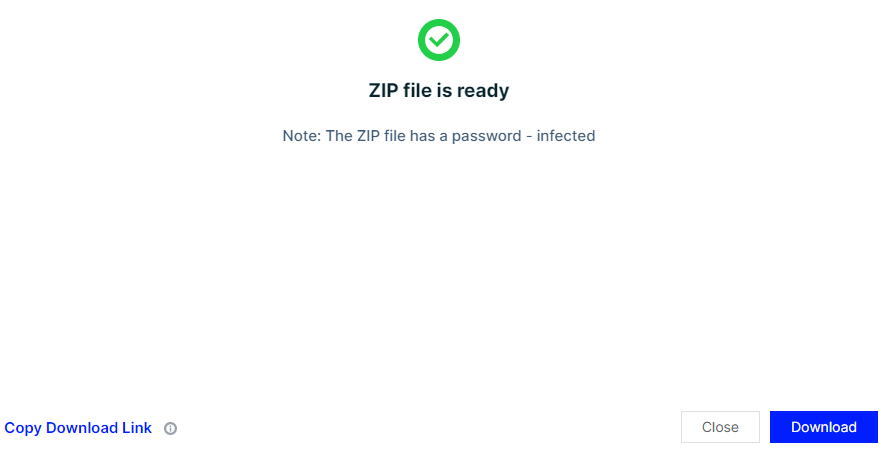 ZIP file is ready
Note: The ZIP file has a password - infected
Copy Download Link
Close
Download